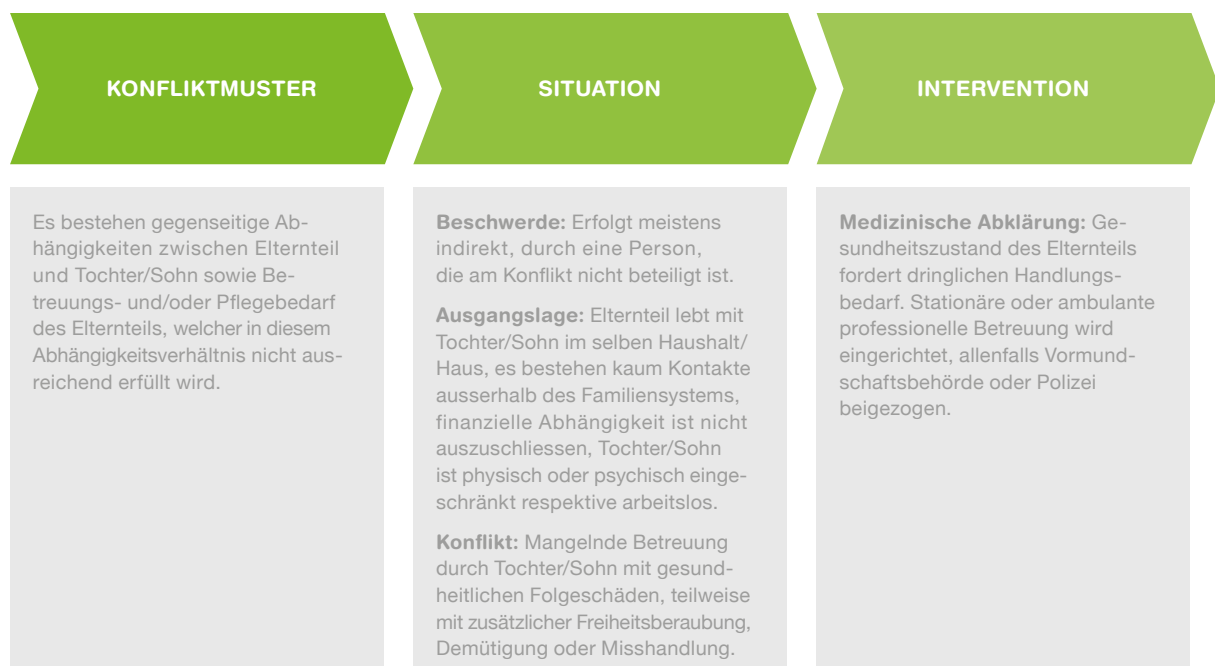 KONFLIKTMUSTER
SITUATION
INTERVENTION
Es bestehen gegenseitige Ab-
hängigkeiten zwischen Elternteil
und Tochter/Sohn sowie Be-
treuungs- und/oder Pflegebedarf
des Elternteils, welcher in diesem
Abhängigkeitsverhältnis nicht aus-
reichend erfüllt wird.
Beschwerde: Erfolgt meistens
indirekt, durch eine Person,
die am Konflikt nicht beteiligt ist.
Ausgangslage: Elternteil lebt mit
Tochter/Sohn im selben Haushalt/
Haus, es bestehen kaum Kontakte
ausserhalb des Familiensystems,
finanzielle Abhängigkeit ist nicht
auszuschliessen, Tochter/Sohn
ist physisch oder psychisch einge-
schränkt respektive arbeitslos.
Konflikt: Mangelnde Betreuung
durch Tochter/Sohn mit gesund-
heitlichen Folgeschäden, teilweise
mit zusätzlicher Freiheitsberaubung,
Demütigung oder Misshandlung.
Medizinische Abklärung: Ge-
sundheitszustand des Elternteils
fordert dringlichen Handlungs-
bedarf. Stationäre oder ambulante
professionelle Betreuung wird
eingerichtet, allenfalls Vormund-
schaftsbehörde oder Polizei
beigezogen.